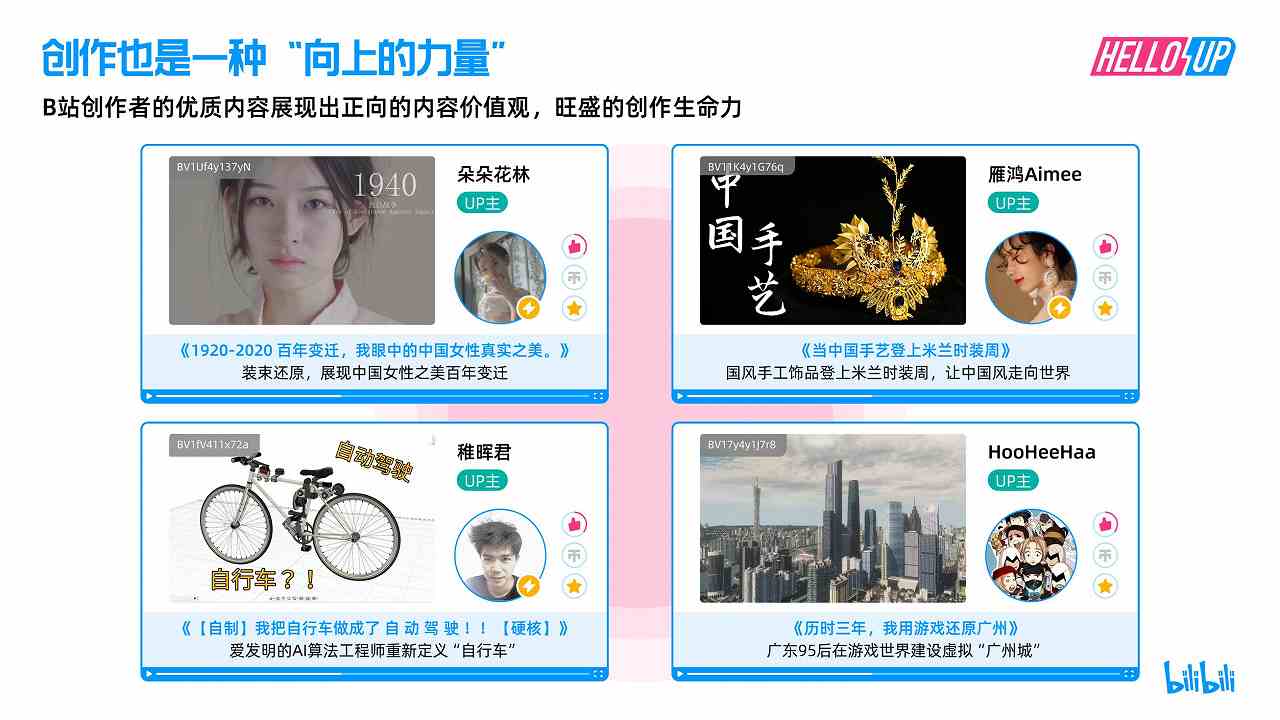 创作也是一种“向上的力量”
HELLO UP
B站创作者的优质内容展现出正向的内容价值观，旺盛的创作生命力
BV1Uf4y137yN
1940
朵朵花林
UP主
《1920-2020 百年变迁，我眼中的中国女性真实之美。》
装束还原，展现中国女性之美百年变迁
BV11K4y1G76q
中国
手艺
雁鸿Aimee
UP主
《当中国手艺登上米兰时装周》
国风手工饰品登上米兰时装周，让中国风走向世界
BV1fV411x72a
自动驾驶
自行车？！
稚晖君
UP主
《【自制】我把自行车做成了 自 动 驾 驶！！【硬核】》
爱发明的AI算法工程师重新定义“自行车”
BV17y4y1J7r8
HooHeeHaa
UP主
《历时三年，我用游戏还原广州》
广东95后在游戏世界建设虚拟“广州城”
bilibili